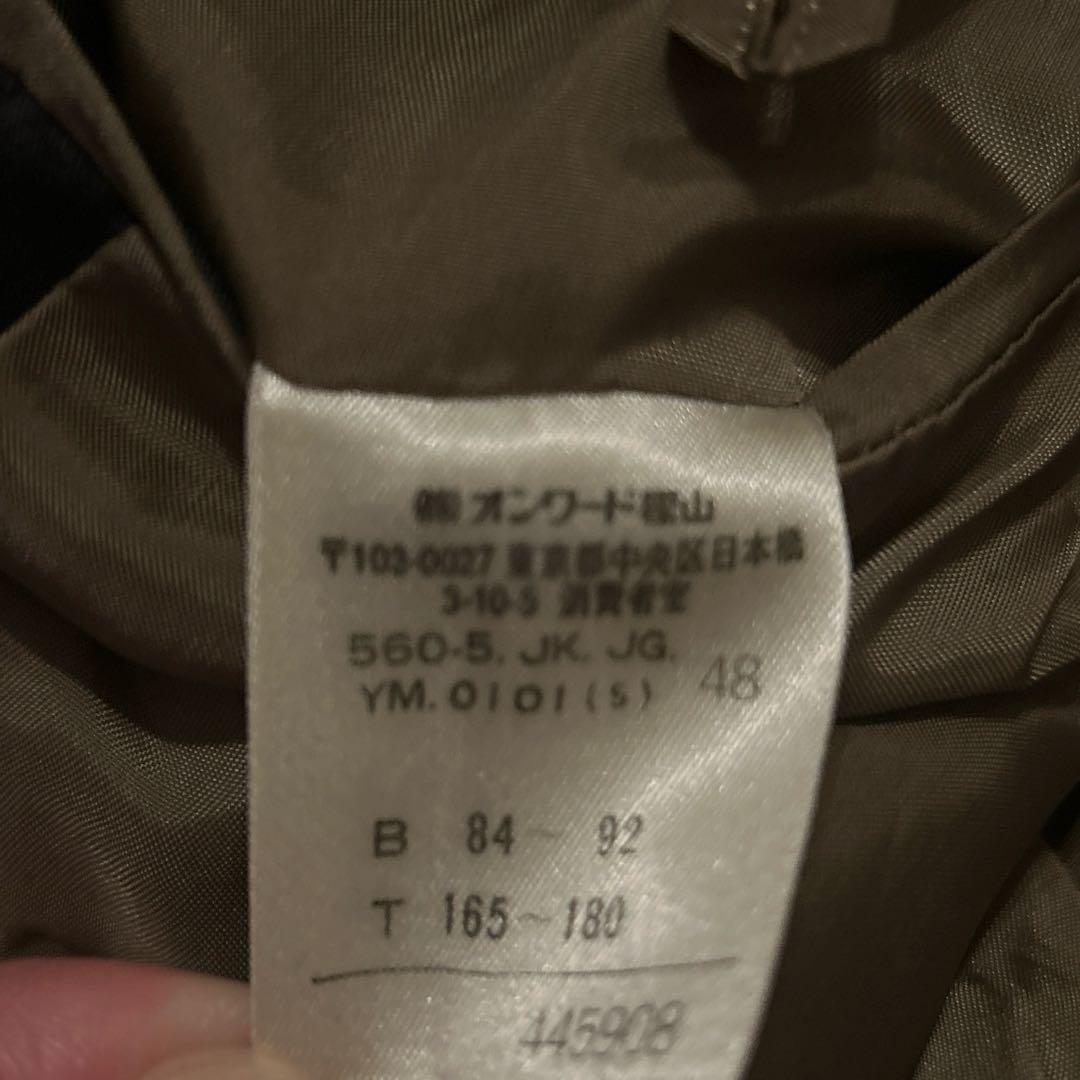 ㈱オンワード樫山
〒103-0027 東京都中央区日本橋
3-10-5 消費者室
560-5. JK. JG. 48
YM. 0101 (5)
B 84～ 92
T 165～180
445908